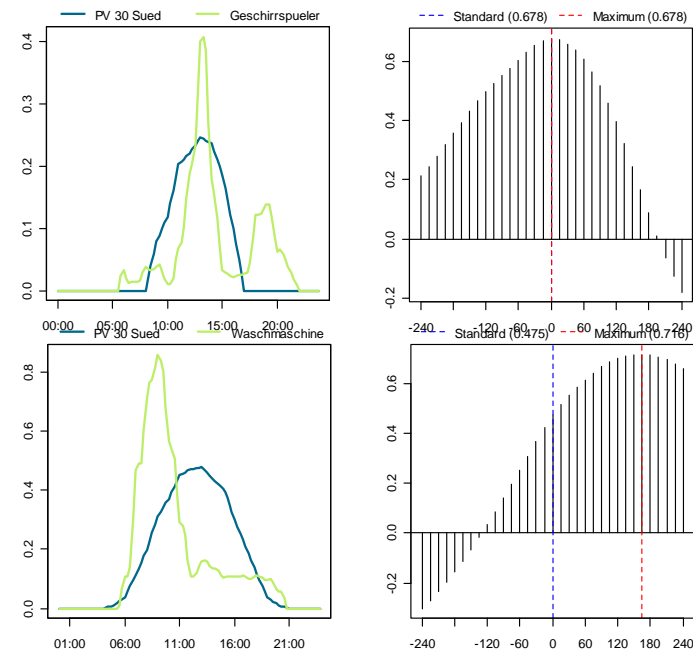 PV 30 Sued Geschirrspueler
Standard (0.678) Maximum (0.678)
0.4
0.3
0.2
0.1
0.0
00:00 05:00 10:00 15:00 20:00
0.6
0.4
0.2
0.0
-0.2
-240 -120 -60 0 60 120 180 240
PV 30 Sued Waschmaschine
Standard (0.475) Maximum (0.716)
0.8
0.6
0.4
0.2
0.0
01:00 06:00 11:00 16:00 21:00
0.6
0.4
0.2
0.0
-0.2
-240 -120 -60 0 60 120 180 240